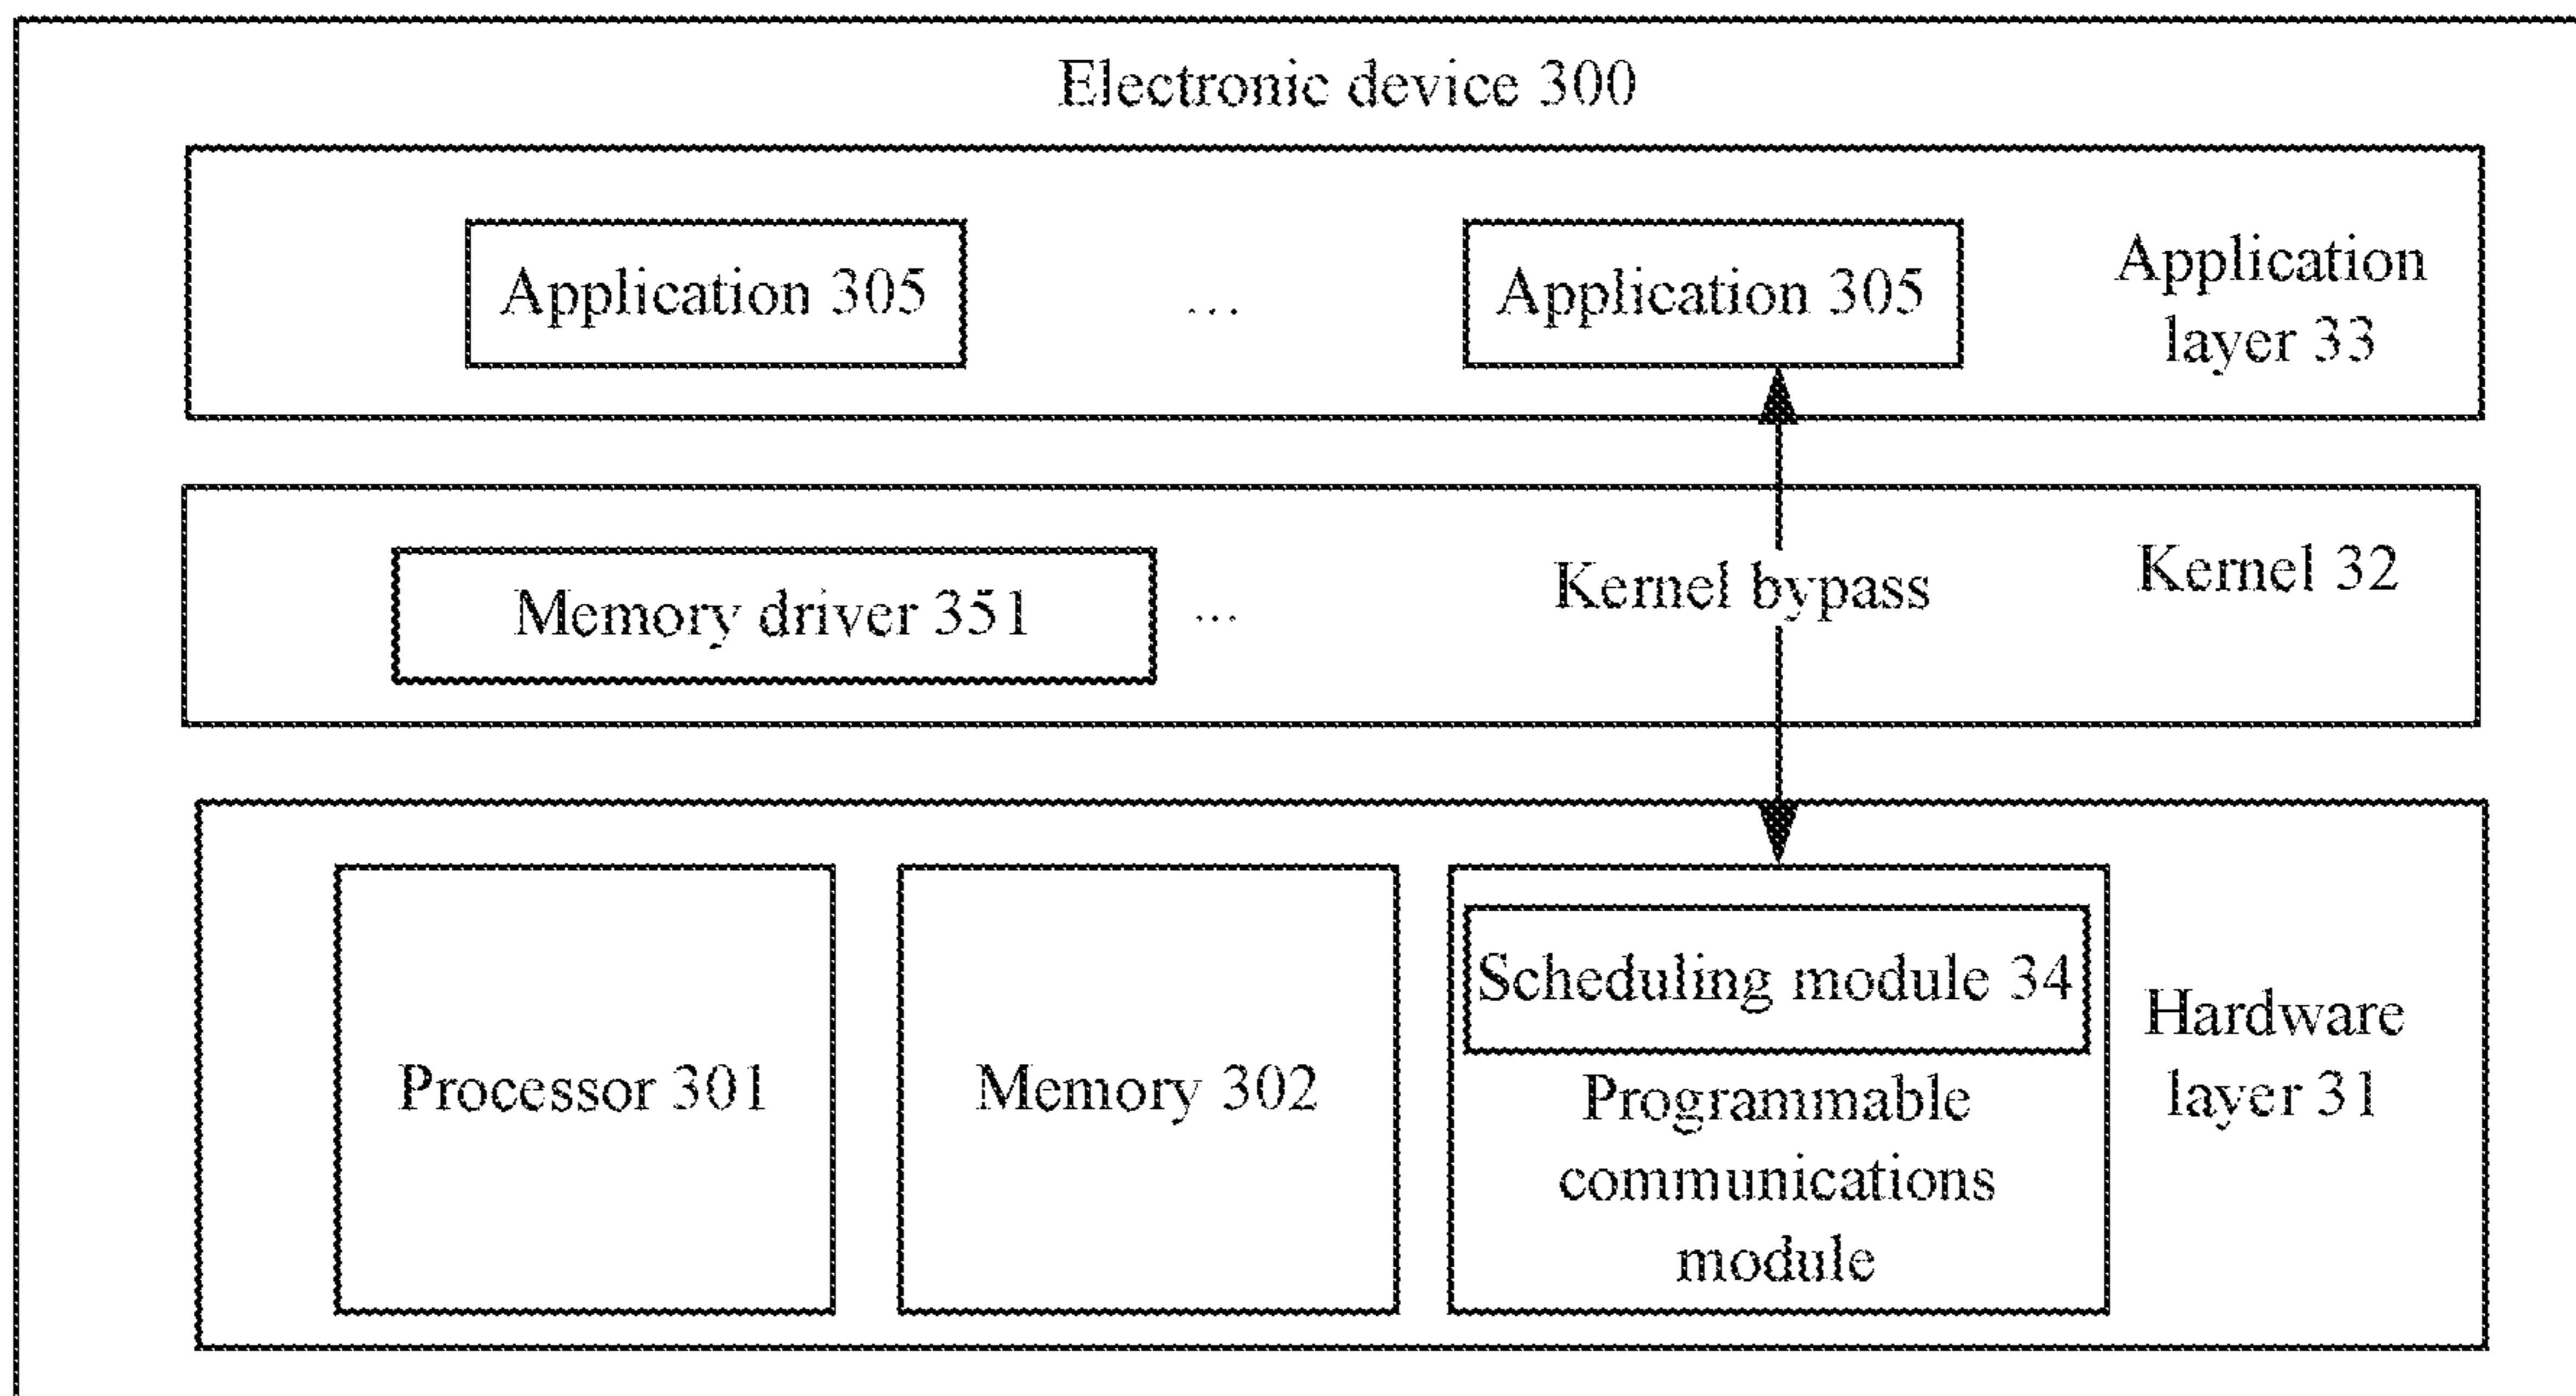 Electronic device 300
Application 305
...
Application 305
Application
layer 33
Memory driver 351
...
Kernel bypass
Kernel 32
Processor 301
Memory 302
Scheduling module 34
Programmable
communications
module
Hardware
layer 31